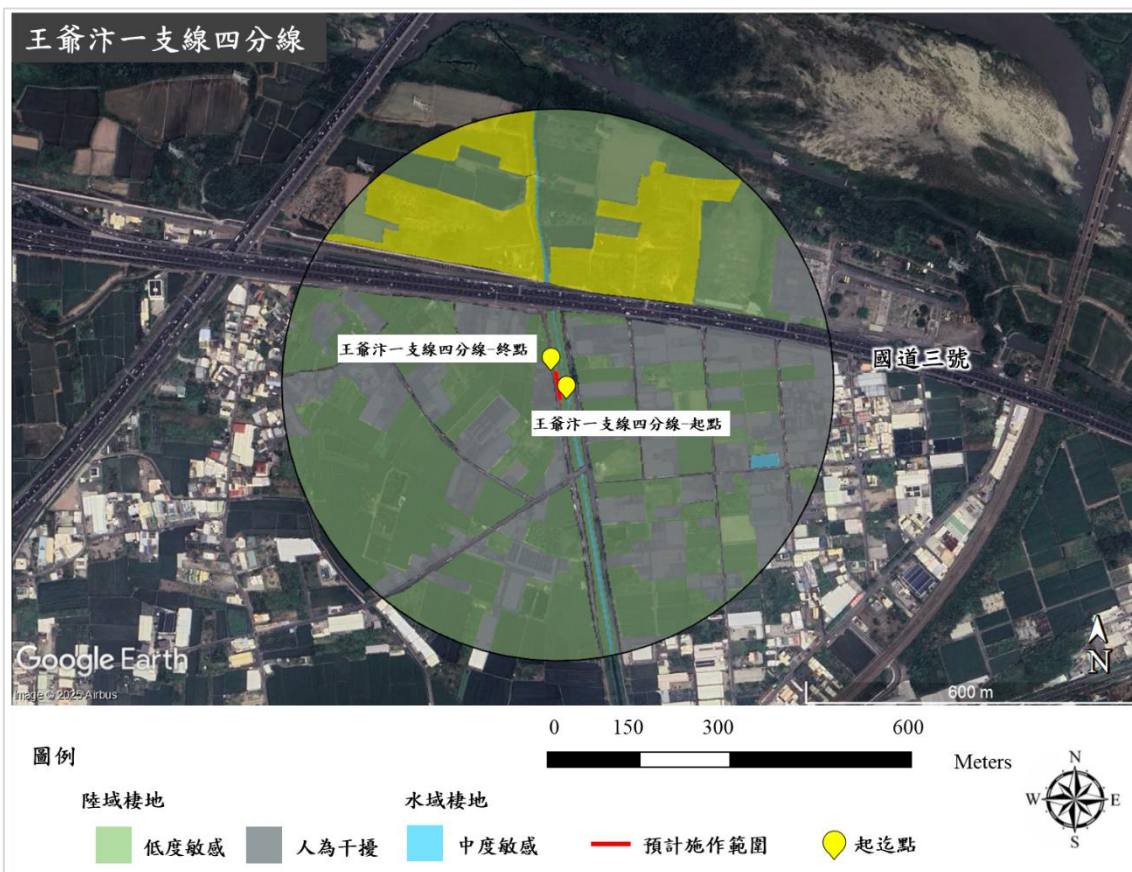 王爺汴一支線四分線
王爺汴一支線四分線-終點
國道三號
王爺汴一支線四分線-起點
Google Earth
Image © 2025 Airbus
N
600 m
0 150 300 600
Meters
圖例
陸域棲地
水域棲地
低度敏感
人為干擾
中度敏感
預計施作範圍
起迄點
N
W E
S